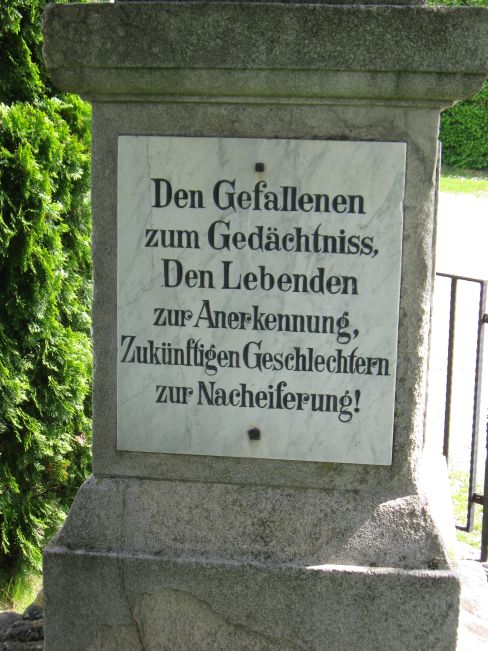 Den Gefallenen
zum Gedächtniss,
Den Lebenden
zur Anerkennung,
Zukünftigen Geschlechtern
zur Nacheiferung!